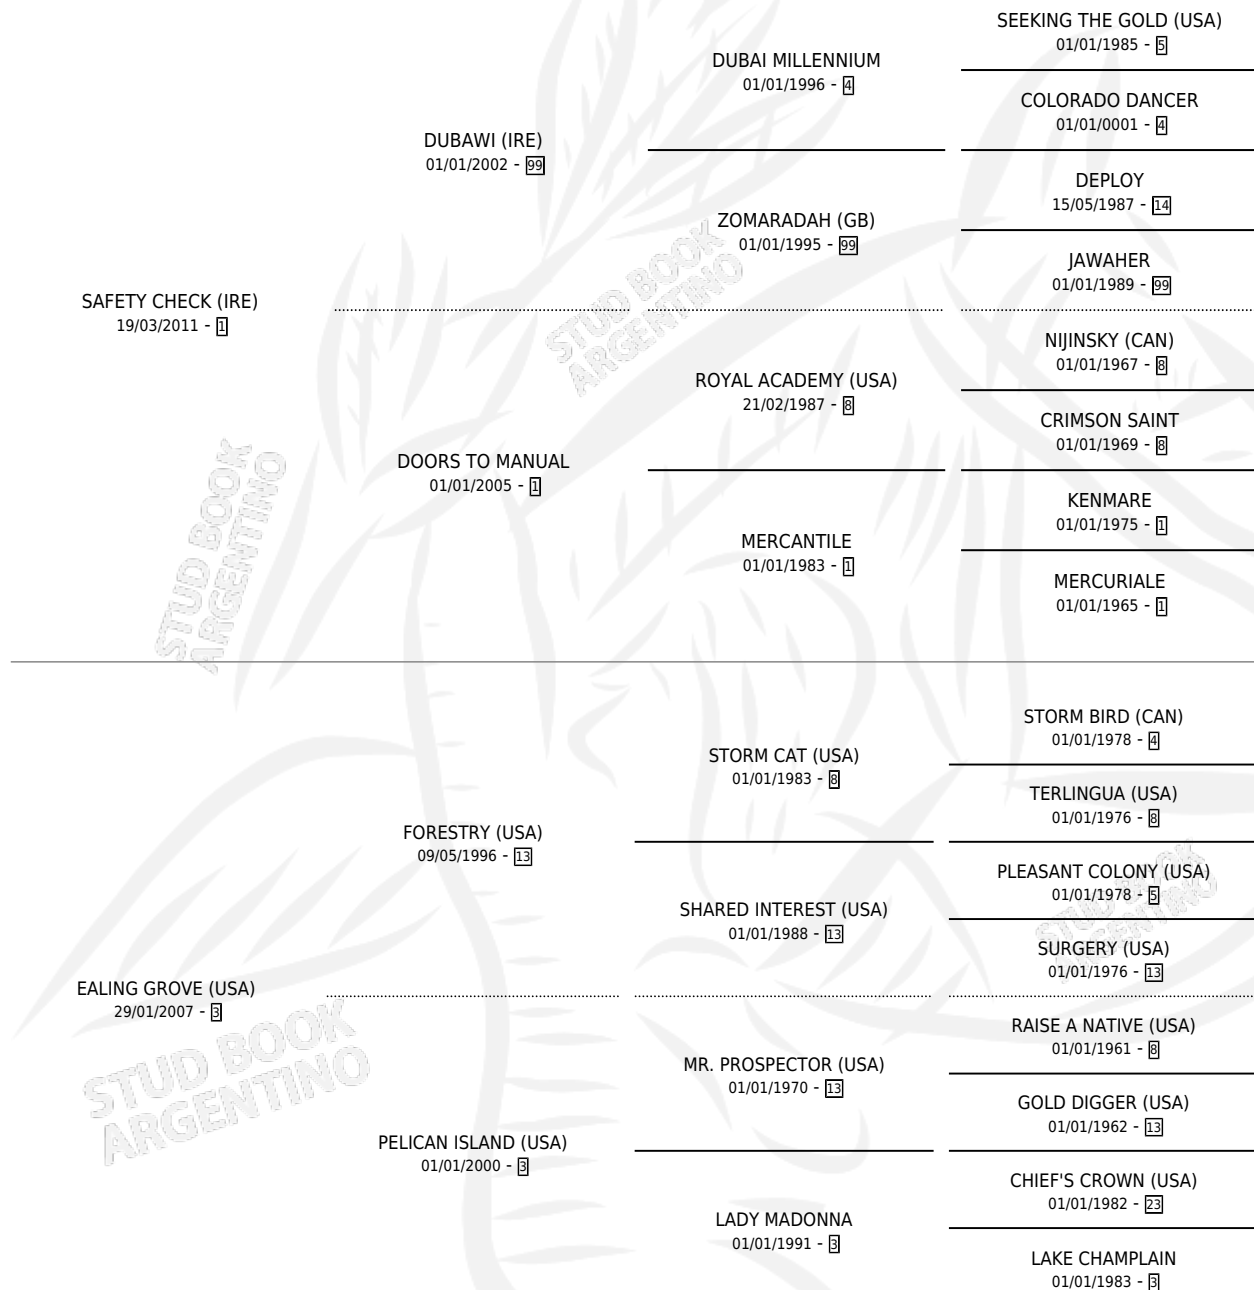 SEEKING THE GOLD (USA)
01/01/1985 - 5
DUBAI MILLENNIUM
01/01/1996 - 4
COLORADO DANCER
01/01/0001 - 4
DUBAWI (IRE)
01/01/2002 - 99
DEPLOY
15/05/1987 - 14
ZOMARADAH (GB)
01/01/1995 - 99
JAWAHER
01/01/1989 - 99
SAFETY CHECK (IRE)
19/03/2011 - 1
NIJINSKY (CAN)
01/01/1967 - 8
ROYAL ACADEMY (USA)
21/02/1987 - 8
CRIMSON SAINT
01/01/1969 - 8
DOORS TO MANUAL
01/01/2005 - 1
KENMARE
01/01/1975 - 1
MERCANTILE
01/01/1983 - 1
MERCURIALE
01/01/1965 - 1
STORM BIRD (CAN)
01/01/1978 - 4
STORM CAT (USA)
01/01/1983 - 8
TERLINGUA (USA)
01/01/1976 - 8
FORESTRY (USA)
09/05/1996 - 13
PLEASANT COLONY (USA)
01/01/1978 - 5
SHARED INTEREST (USA)
01/01/1988 - 13
SURGERY (USA)
01/01/1976 - 13
EALING GROVE (USA)
29/01/2007 - 3
RAISE A NATIVE (USA)
01/01/1961 - 8
MR. PROSPECTOR (USA)
01/01/1970 - 13
GOLD DIGGER (USA)
01/01/1962 - 13
PELICAN ISLAND (USA)
01/01/2000 - 3
CHIEF'S CROWN (USA)
01/01/1982 - 23
LADY MADONNA
01/01/1991 - 3
LAKE CHAMPLAIN
01/01/1983 - 3
STUD BOOK
ARGENTINO
STUD BOOK
ARGENTINO
STUD BOOK
ARGENTINO
STUD BOOK
ARGENTINO